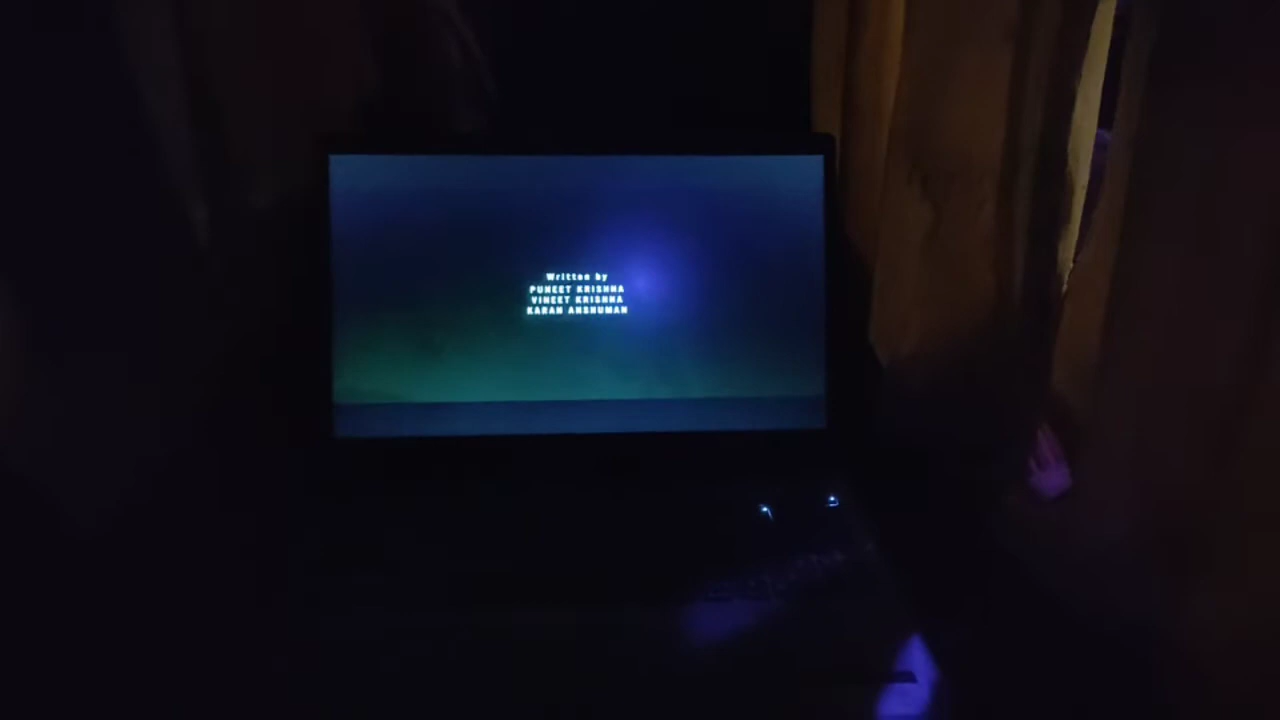 Written by
PUNEET KRISHNA
VINEET KRISHNA
KARAN ANSHUMAN